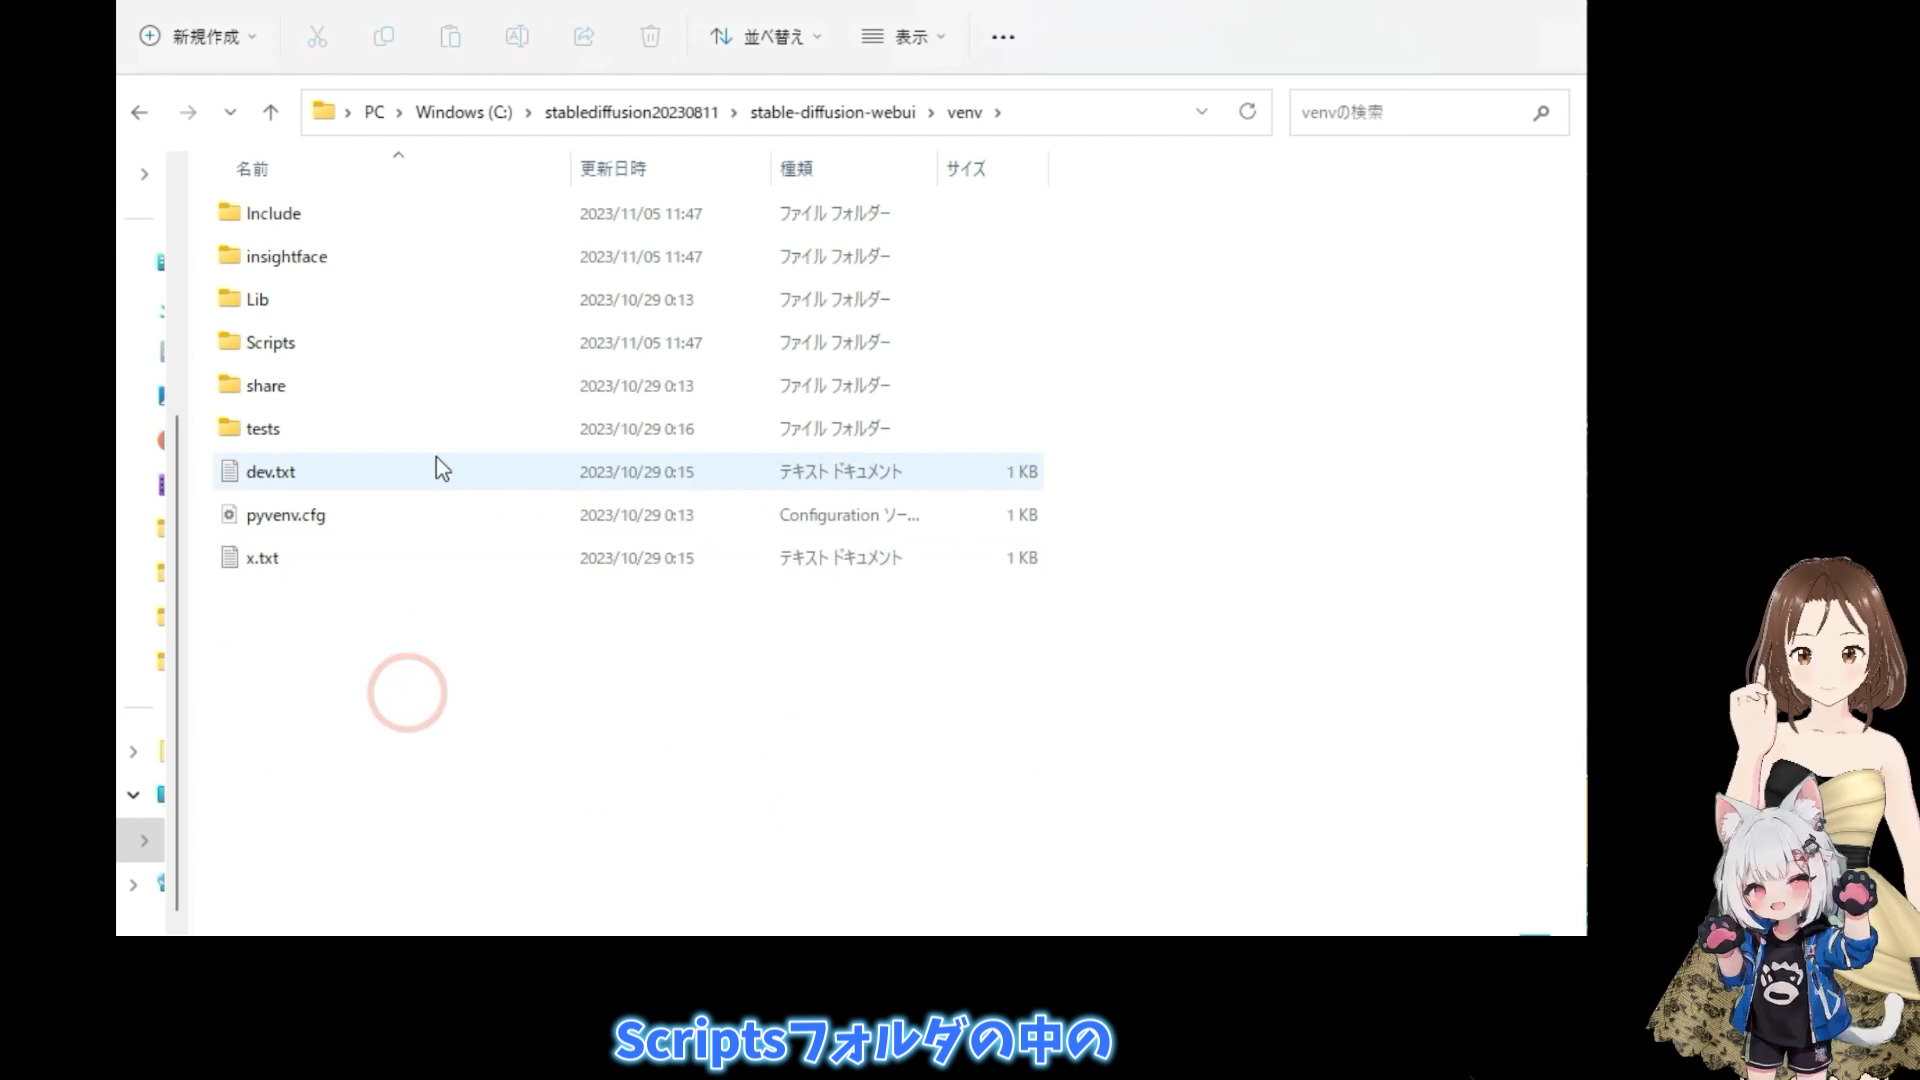 新規作成 並べ替え 表示
PC Windows (C:) stablediffusion20230811 stable-diffusion-webui venv venvの検索
名前 更新日時 種類 サイズ
Include 2023/11/05 11:47 ファイル フォルダー
insightface 2023/11/05 11:47 ファイル フォルダー
Lib 2023/10/29 0:13 ファイル フォルダー
Scripts 2023/11/05 11:47 ファイル フォルダー
share 2023/10/29 0:13 ファイル フォルダー
tests 2023/10/29 0:16 ファイル フォルダー
dev.txt 2023/10/29 0:15 テキスト ドキュメント 1 KB
pyvenv.cfg 2023/10/29 0:13 Configuration ソー... 1 KB
x.txt 2023/10/29 0:15 テキスト ドキュメント 1 KB
Scriptsフォルダの中の